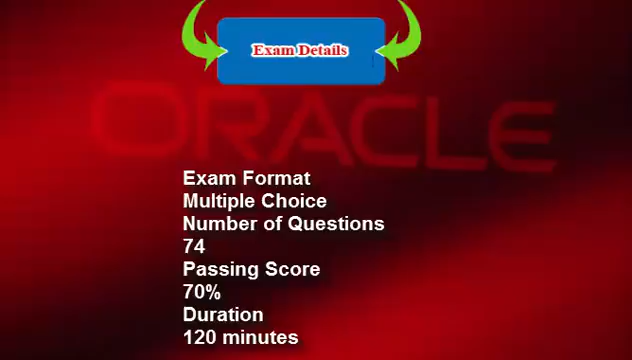 Exam Details
ORACLE
Exam Format
Multiple Choice
Number of Questions
74
Passing Score
70%
Duration
120 minutes